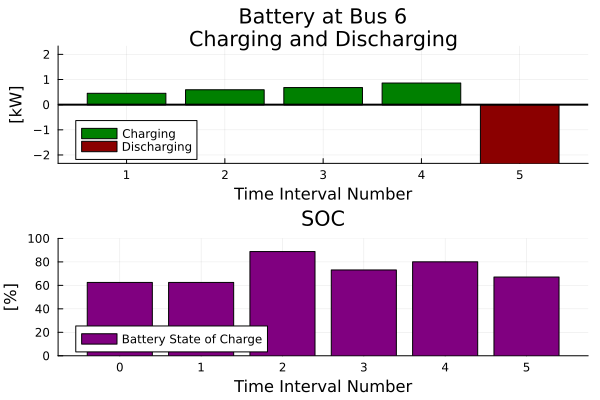 Battery at Bus 6
Charging and Discharging
[kW]
2
1
0
−1
−2
Charging
Discharging
1 2 3 4 5
Time Interval Number
SOC
[%]
100
80
60
40
20
0
Battery State of Charge
0 1 2 3 4 5
Time Interval Number